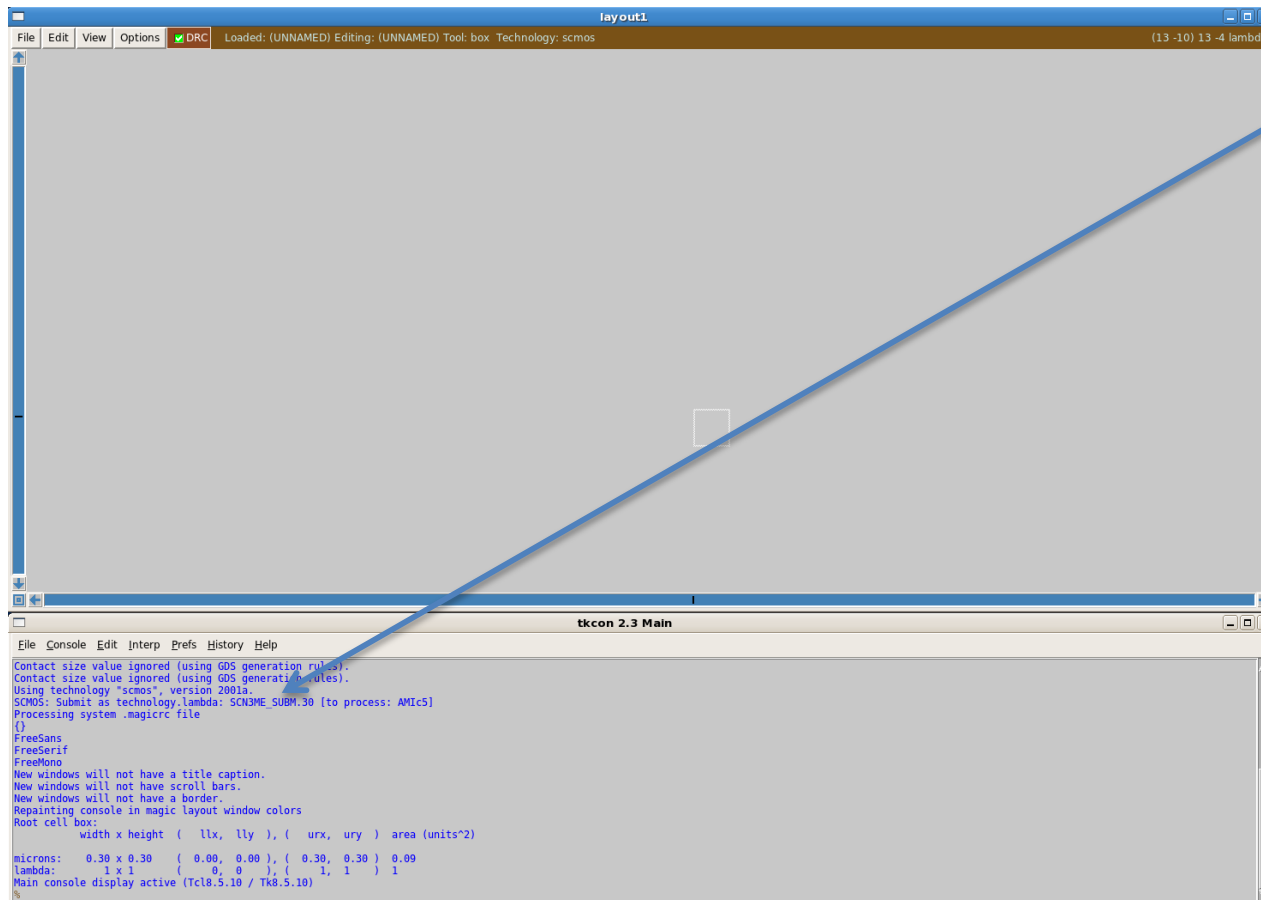 layout1
File Edit View Options DRC Loaded: (UNNAMED) Editing: (UNNAMED) Tool: box Technology: scmos (13 -10) 13 -4 lambd
tkcon 2.3 Main
File Console Edit Interp Prefs History Help
Contact size value ignored (using GDS generation rules).
Contact size value ignored (using GDS generation rules).
Using technology "scmos", version 2001a.
SCMOS: Submit as technology.lambda: SCN3ME_SUBM.30 [to process: AMIc5]
Processing system .magicrc file
{}
FreeSans
FreeSerif
FreeMono
New windows will not have a title caption.
New windows will not have scroll bars.
New windows will not have a border.
Repainting console in magic layout window colors
Root cell box:
width x height ( llx, lly ), ( urx, ury ) area (units^2)
microns: 0.30 x 0.30 ( 0.00, 0.00 ), ( 0.30, 0.30 ) 0.09
lambda: 1 x 1 ( 0, 0 ), ( 1, 1 ) 1
Main console display active (Tcl8.5.10 / Tk8.5.10)
%